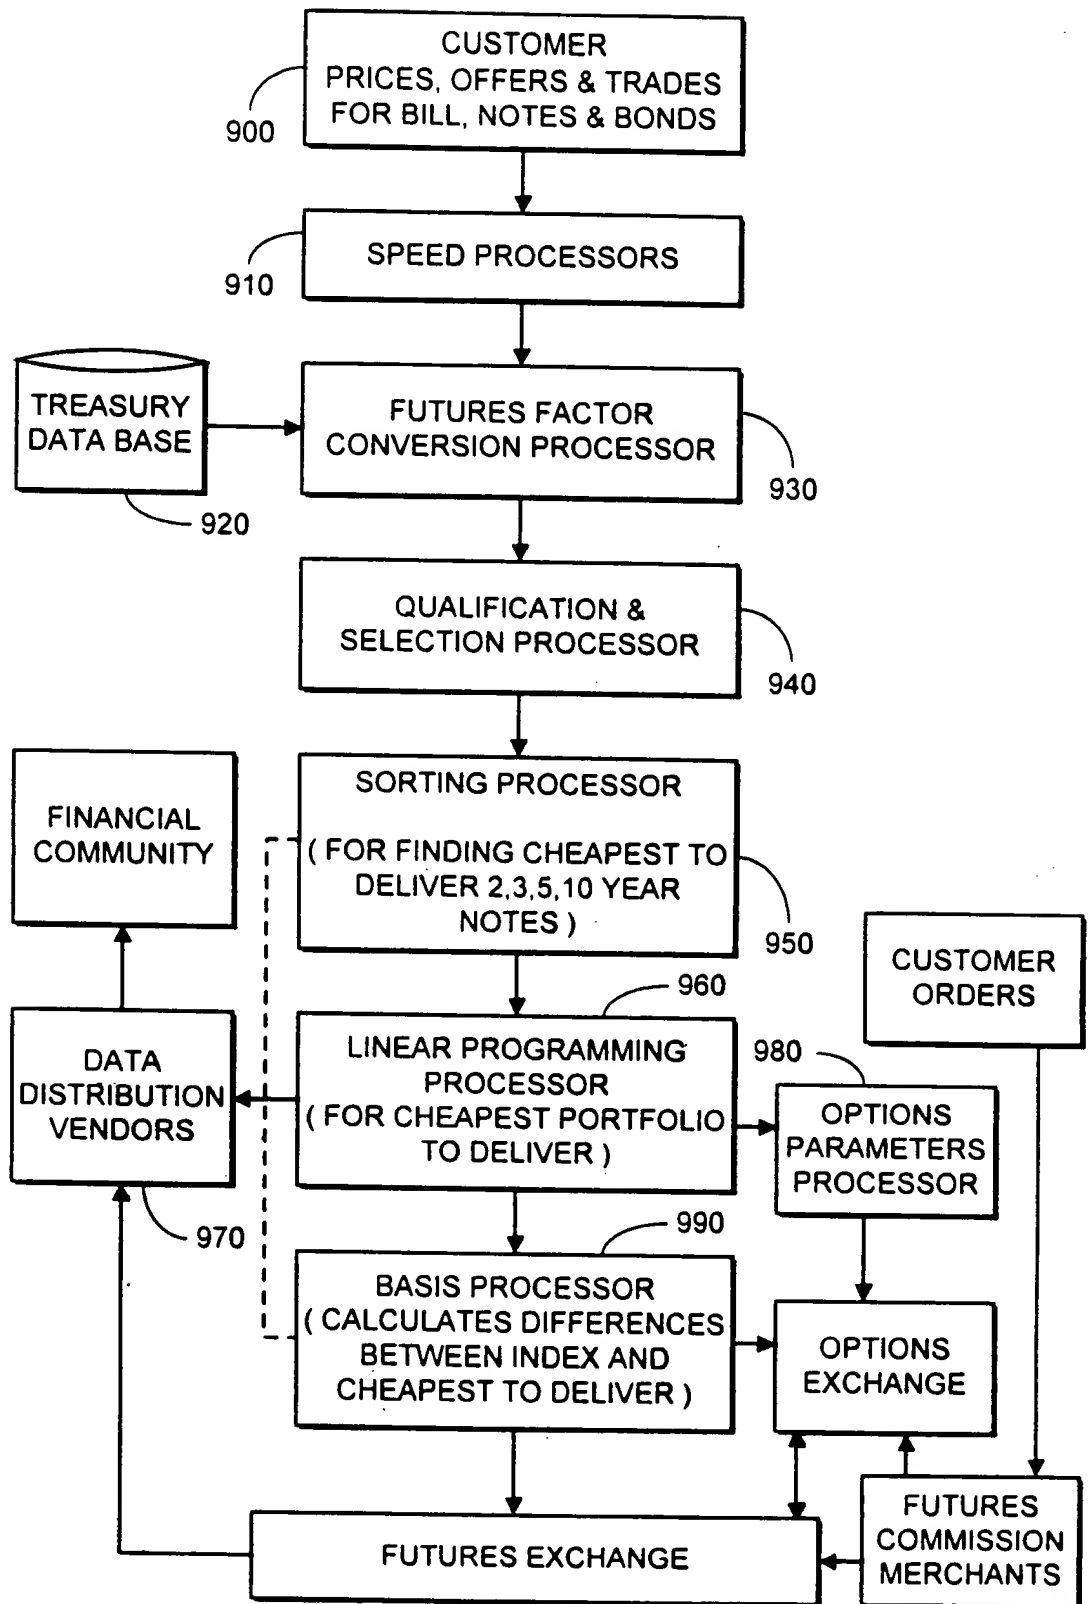 CUSTOMER
PRICES, OFFERS & TRADES
FOR BILL, NOTES & BONDS
900
SPEED PROCESSORS
910
TREASURY
DATA BASE
920
FUTURES FACTOR
CONVERSION PROCESSOR
930
QUALIFICATION &
SELECTION PROCESSOR
940
SORTING PROCESSOR
( FOR FINDING CHEAPEST TO
DELIVER 2,3,5,10 YEAR
NOTES )
950
FINANCIAL
COMMUNITY
CUSTOMER
ORDERS
960
LINEAR PROGRAMMING
PROCESSOR
( FOR CHEAPEST PORTFOLIO
TO DELIVER )
DATA
DISTRIBUTION
VENDORS
970
980
OPTIONS
PARAMETERS
PROCESSOR
990
BASIS PROCESSOR
( CALCULATES DIFFERENCES
BETWEEN INDEX AND
CHEAPEST TO DELIVER )
OPTIONS
EXCHANGE
FUTURES EXCHANGE
FUTURES
COMMISSION
MERCHANTS